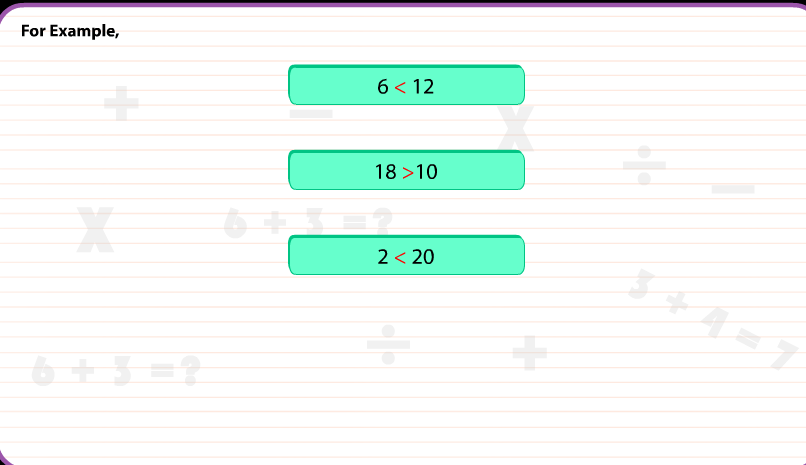 For Example,
6 < 12
18 >10
2 < 20
6 + 3 =?
3 + 4 = 7
6 + 3 =?